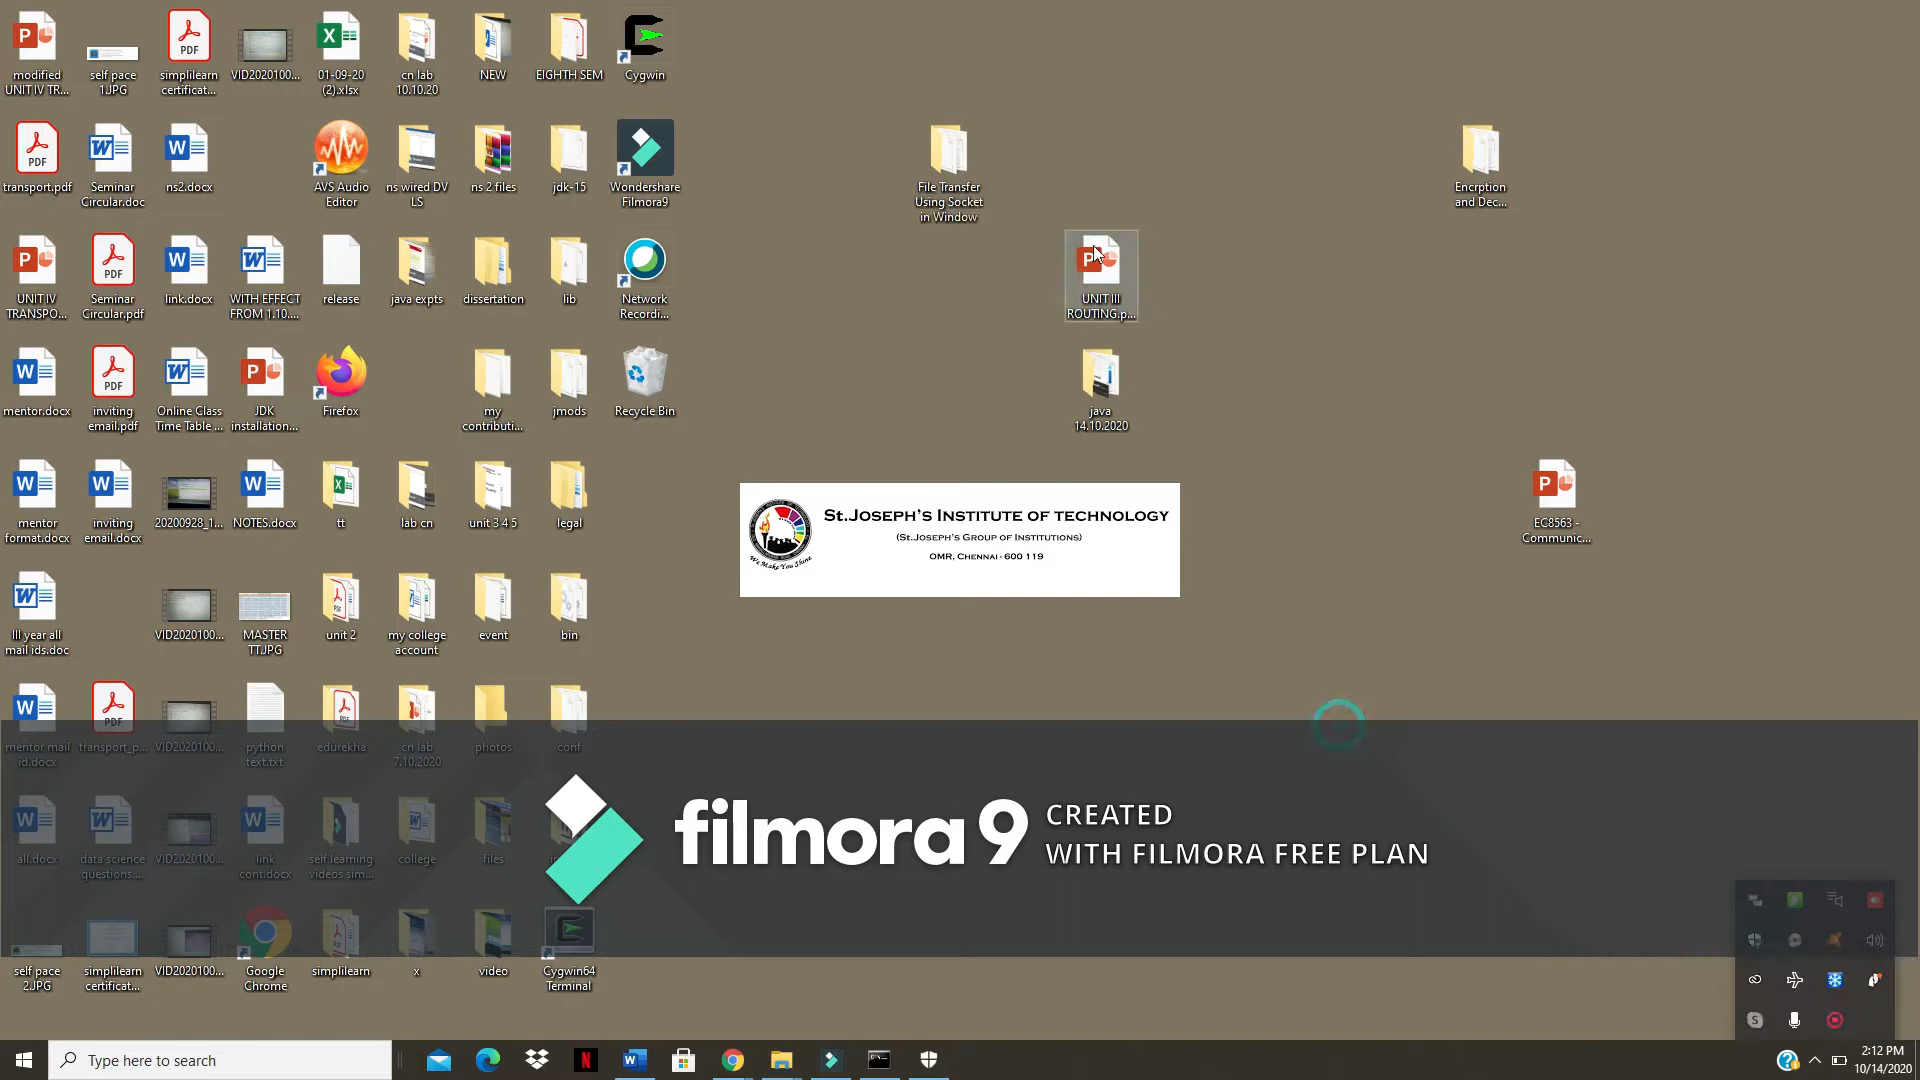 modified
UNIT IV TR...
self pace
1.JPG
simplilearn
certificat...
VID2020100...
01-09-20
(2).xlsx
cn lab
10.10.20
NEW
EIGHTH SEM
Cygwin
transport.pdf
Seminar
Circular.doc
ns2.docx
AVS Audio
Editor
ns wired DV
LS
ns 2 files
jdk-15
Wondershare
Filmora9
File Transfer
Using Socket
in Window
Encrption
and Dec...
UNIT IV
TRANSPO...
Seminar
Circular.pdf
link.docx
WITH EFFECT
FROM 1.10....
release
java expts
dissertation
lib
Network
Recordi...
UNIT III
ROUTING.p...
mentor.docx
inviting
email.pdf
Online Class
Time Table ...
JDK
installation...
Firefox
my
contributi...
jmods
Recycle Bin
java
14.10.2020
mentor
format.docx
inviting
email.docx
20200928_1...
NOTES.docx
tt
lab cn
unit 3 4 5
legal
St.Joseph's Institute of technology
(St.Joseph's Group of Institutions)
OMR, Chennai - 600 119
We Make You Shine
EC8563 -
Communic...
III year all
mail ids.doc
VID2020100...
MASTER
TT.JPG
unit 2
my college
account
event
bin
mentor mail
id.docx
transport_p...
VID2020100...
python
text.txt
edurekha
cn lab
7.10.2020
photos
conf
all.docx
data science
questions....
VID2020100...
link
cont.docx
self learning
videos sim...
college
files
filmora 9
CREATED
WITH FILMORA FREE PLAN
self pace
2.JPG
simplilearn
certificat...
VID2020100...
Google
Chrome
simplilearn
x
video
Cygwin64
Terminal
Type here to search
2:12 PM
10/14/2020